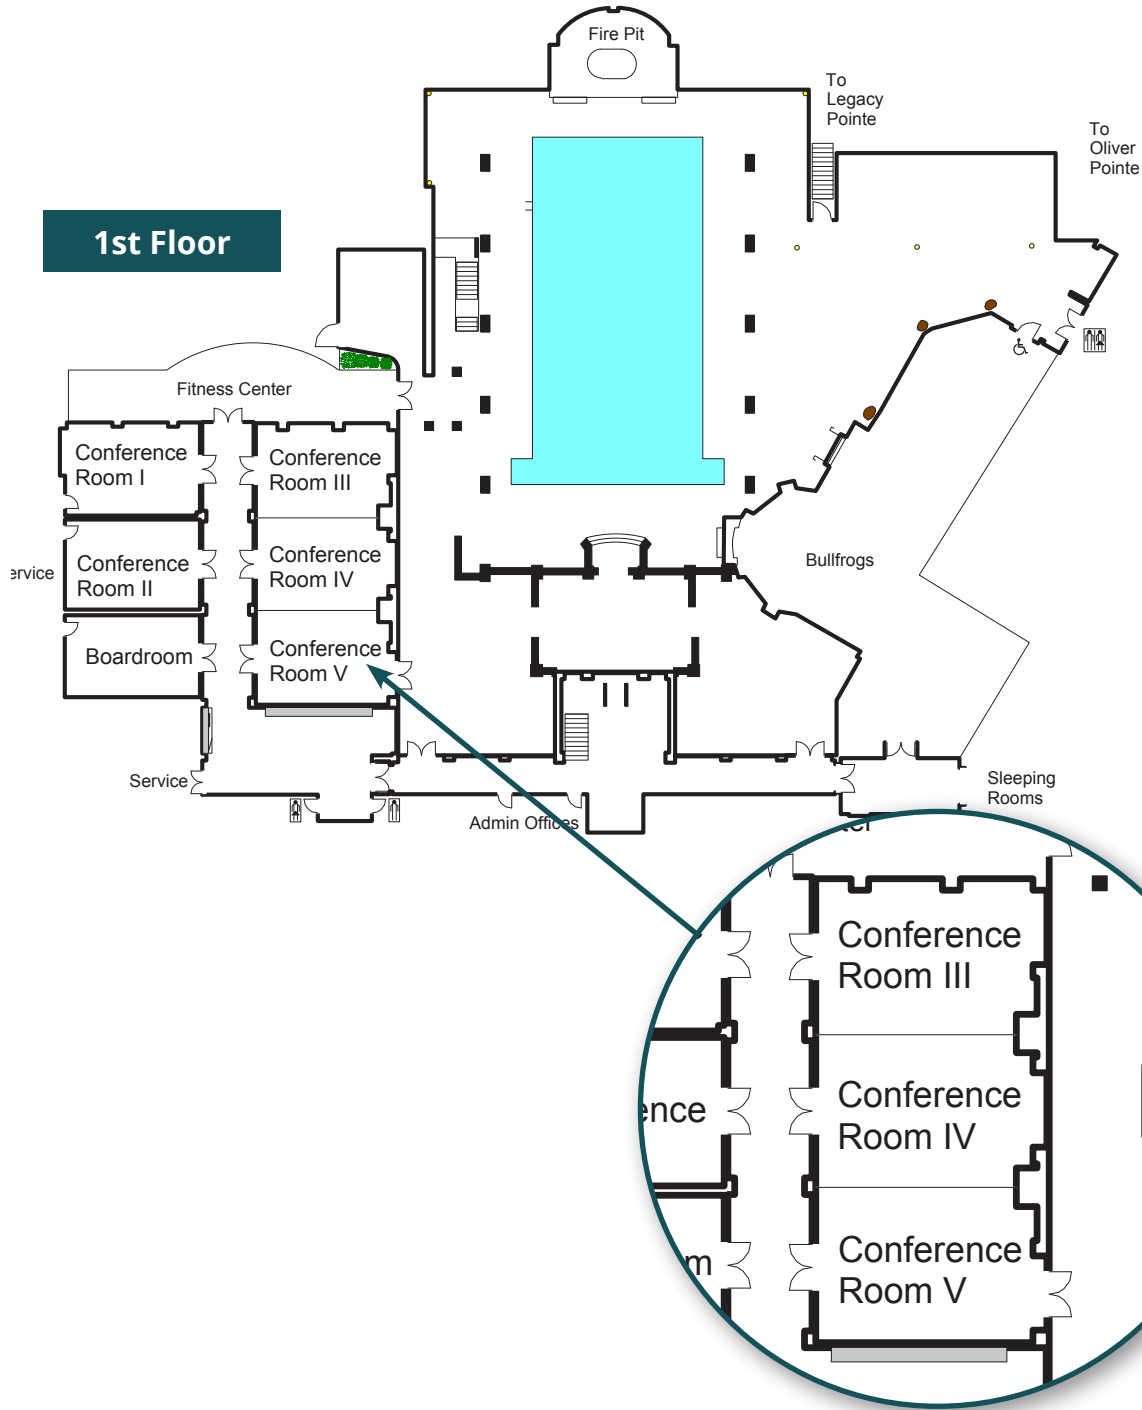 Fire Pit
To
Legacy
Pointe
To
Oliver
Pointe
1st Floor
Fitness Center
Conference
Room I
Conference
Room III
Conference
Room II
Conference
Room IV
ervice
Bullfrogs
Boardroom
Conference
Room V
Service
Sleeping
Rooms
Admin Offices
ter
Conference
Room III
ence
Conference
Room IV
m
Conference
Room V